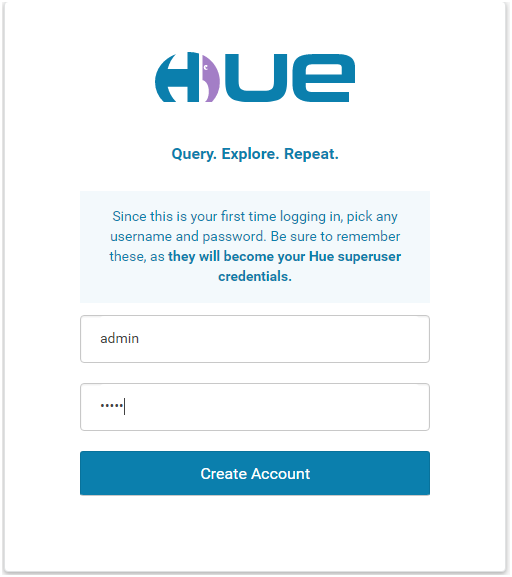 HUE
Query. Explore. Repeat.
Since this is your first time logging in, pick any
username and password. Be sure to remember
these, as they will become your Hue superuser
credentials.
admin
•••••
Create Account